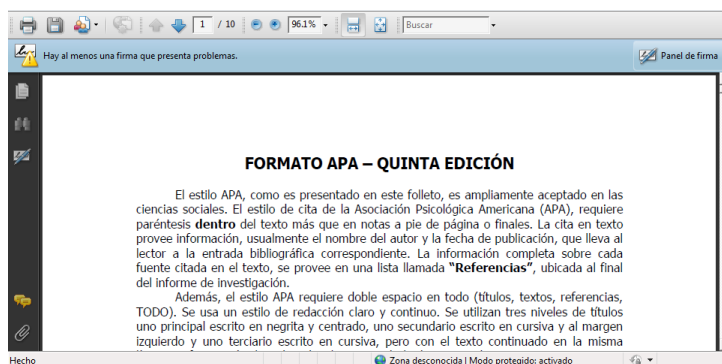 1 / 10 96.1% Buscar
Hay al menos una firma que presenta problemas. Panel de firma
FORMATO APA – QUINTA EDICIÓN
El estilo APA, como es presentado en este folleto, es ampliamente aceptado en las
ciencias sociales. El estilo de cita de la Asociación Psicológica Americana (APA), requiere
paréntesis dentro del texto más que en notas a pie de página o finales. La cita en texto
provee información, usualmente el nombre del autor y la fecha de publicación, que lleva al
lector a la entrada bibliográfica correspondiente. La información completa sobre cada
fuente citada en el texto, se provee en una lista llamada "Referencias", ubicada al final
del informe de investigación.
Además, el estilo APA requiere doble espacio en todo (títulos, textos, referencias,
TODO). Se usa un estilo de redacción claro y continuo. Se utilizan tres niveles de títulos
uno principal escrito en negrita y centrado, uno secundario escrito en cursiva y al margen
izquierdo y uno terciario escrito en cursiva, pero con el texto continuado en la misma
Hecho Zona desconocida | Modo protegido: activado